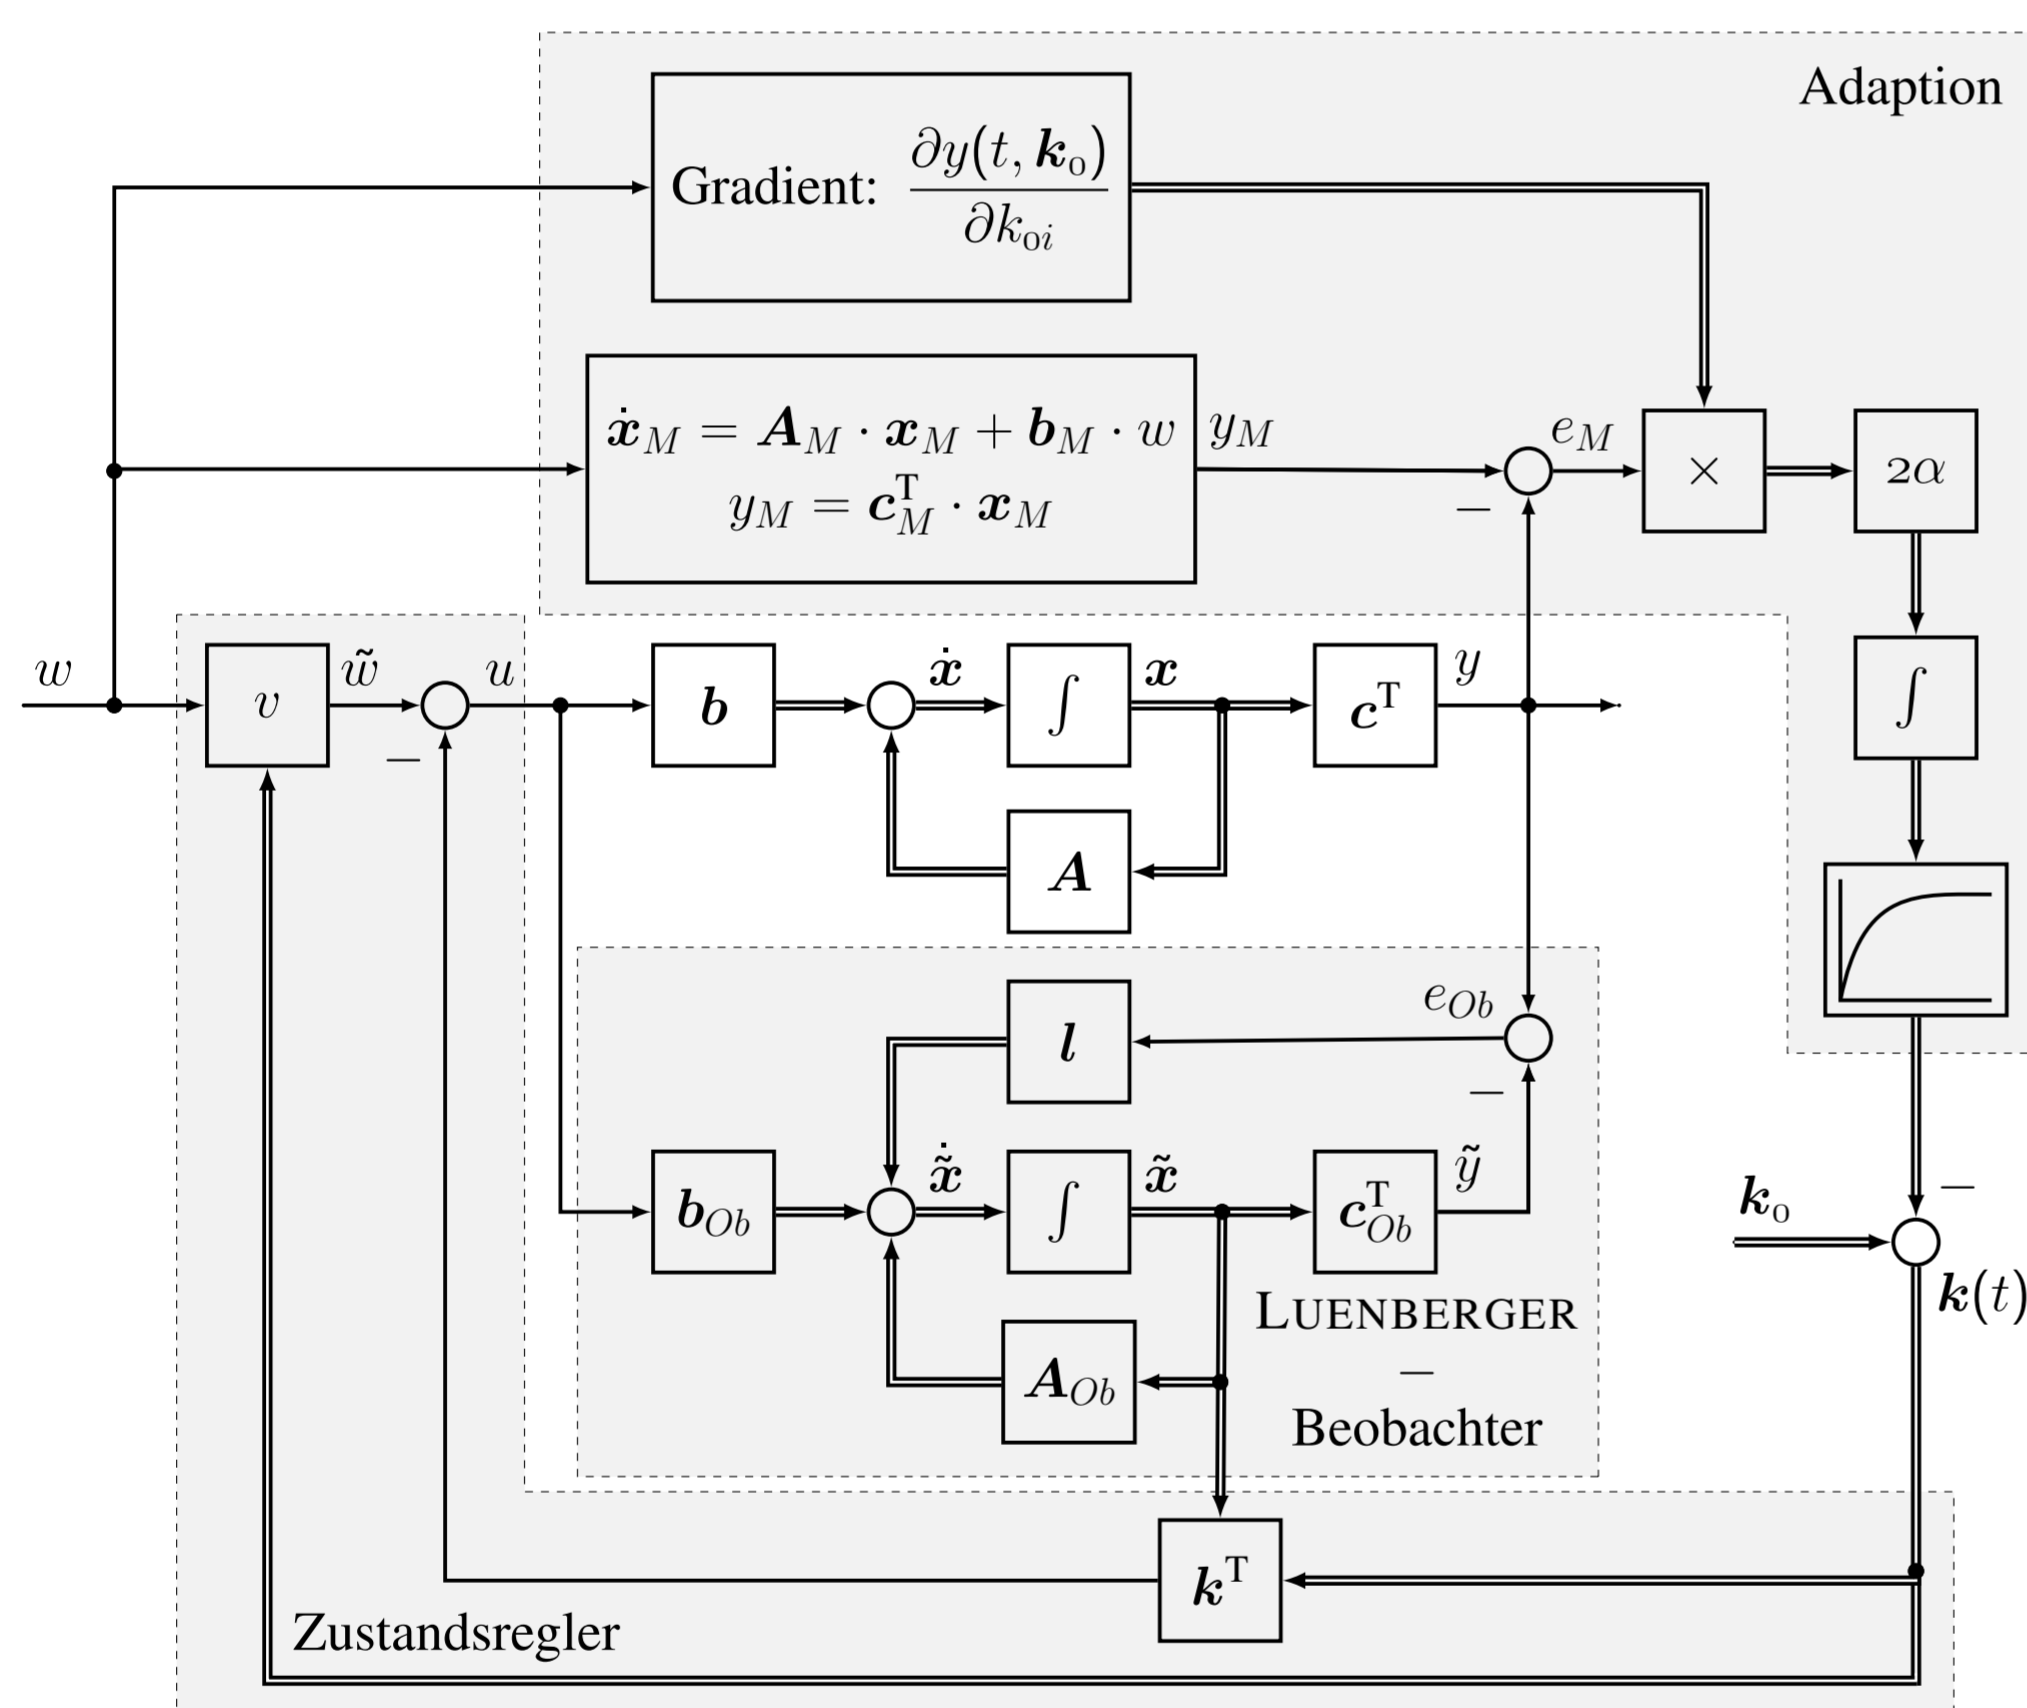 Adaption
Gradient: ∂y(t, k₀) / ∂k₀ᵢ
ẋ_M = A_M · x_M + b_M · w
y_M = c_M^T · x_M
y_M
e_M
×
2α
−
w
v
w̃
u
b
ẋ
∫
x
c^T
y
∫
−
A
l
e_Ob
−
b_Ob
x̃̇
∫
x̃
c_Ob^T
ỹ
k₀
−
k(t)
LUENBERGER
–
Beobachter
A_Ob
k^T
Zustandsregler